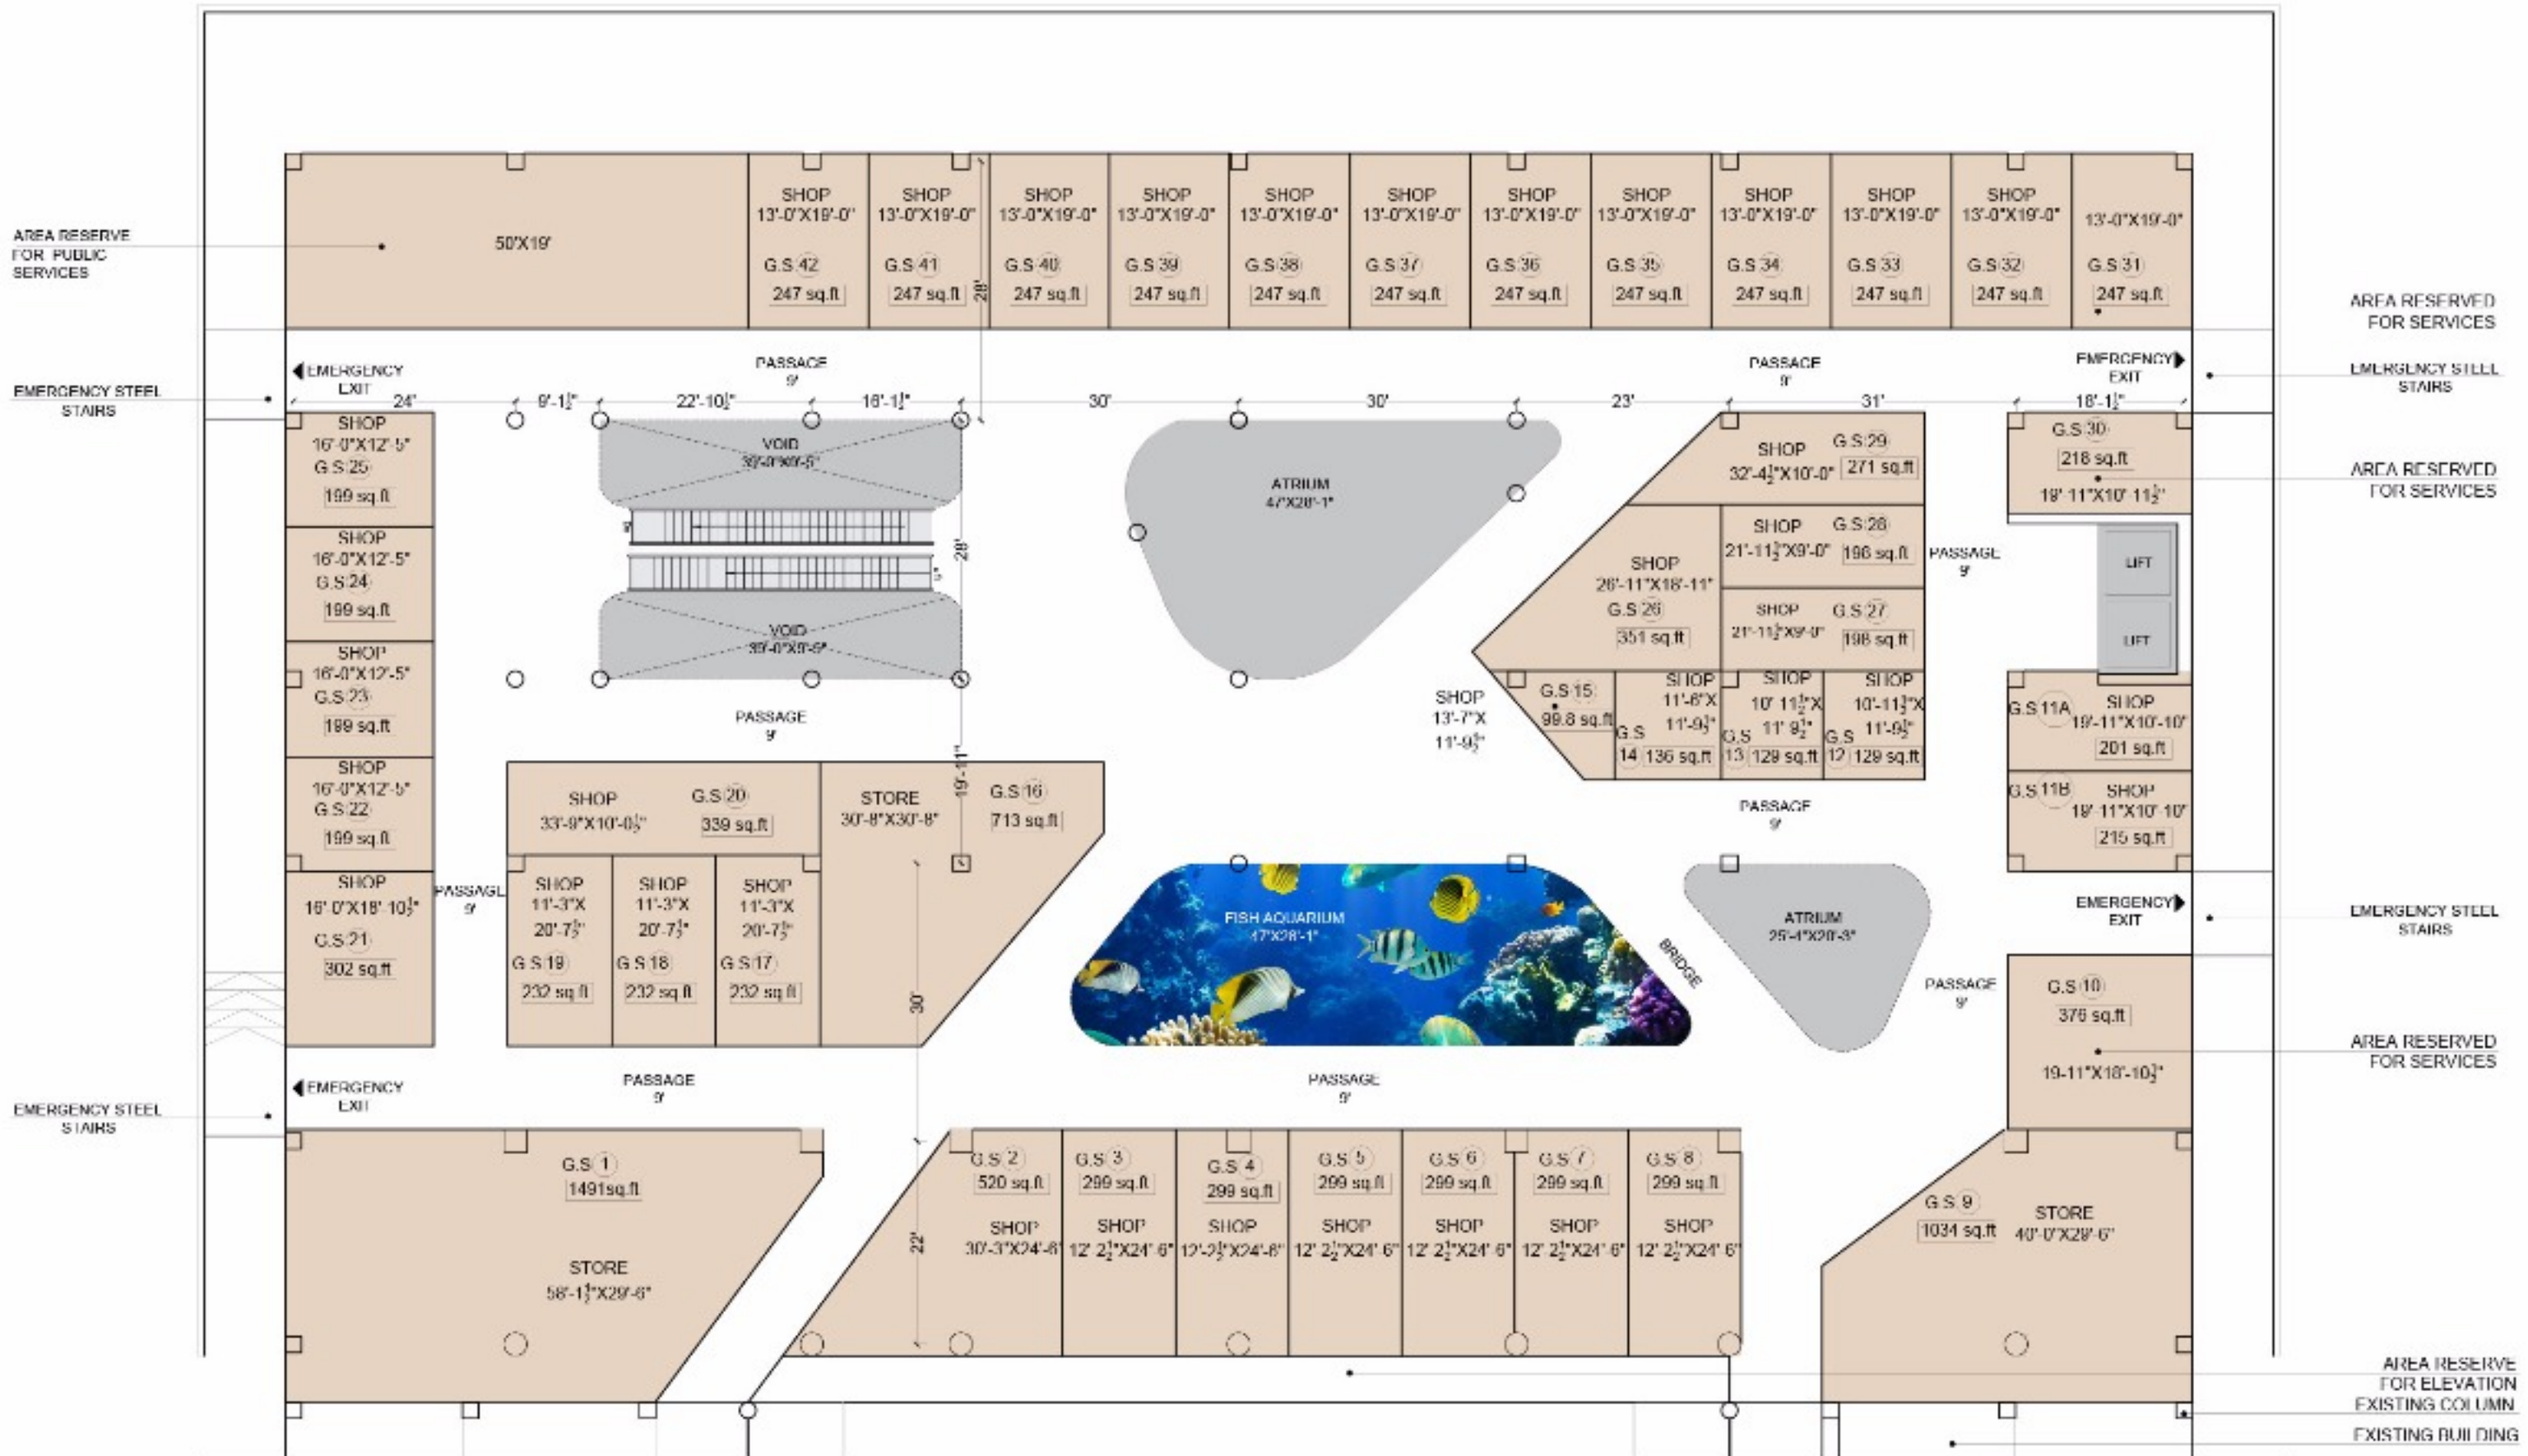 AREA RESERVE
FOR PUBLIC
SERVICES
50'X19'
SHOP
13'-0"X19'-0"
G.S 42
247 sq.ft
SHOP
13'-0"X19'-0"
G.S 41
247 sq.ft
28'
SHOP
13'-0"X19'-0"
G.S 40
247 sq.ft
SHOP
13'-0"X19'-0"
G.S 39
247 sq.ft
SHOP
13'-0"X19'-0"
G.S 38
247 sq.ft
SHOP
13'-0"X19'-0"
G.S 37
247 sq.ft
SHOP
13'-0"X19'-0"
G.S 36
247 sq.ft
SHOP
13'-0"X19'-0"
G.S 35
247 sq.ft
SHOP
13'-0"X19'-0"
G.S 34
247 sq.ft
SHOP
13'-0"X19'-0"
G.S 33
247 sq.ft
SHOP
13'-0"X19'-0"
G.S 32
247 sq.ft
13'-0"X19'-0"
G.S 31
247 sq.ft
AREA RESERVED
FOR SERVICES
EMERGENCY STEEL
STAIRS
EMERGENCY
EXIT
PASSAGE
9'
PASSAGE
9'
EMERGENCY
EXIT
EMERGENCY STEEL
STAIRS
24'
9'-1½"
22'-10½"
16'-1½"
30'
30'
23'
31'
18'-1½"
SHOP
16'-0"X12'-5"
G.S 25
199 sq.ft
SHOP
16'-0"X12'-5"
G.S 24
199 sq.ft
SHOP
16'-0"X12'-5"
G.S 23
199 sq.ft
SHOP
16'-0"X12'-5"
G.S 22
199 sq.ft
SHOP
16'-0"X18'-10½"
G.S 21
302 sq.ft
VOID
VOID
28'
ATRIUM
47'X28'-1"
SHOP
32'-4½"X10'-0"
G.S 29
271 sq.ft
SHOP
21'-11½"X9'-0"
G.S 28
SHOP
21'-11½"X9'-0"
G.S 27
198 sq.ft
SHOP
26'-11"X18'-11"
G.S 26
351 sq.ft
PASSAGE
9'
G.S 30
218 sq.ft
19'-11"X10'-11½"
AREA RESERVED
FOR SERVICES
LIFT
LIFT
SHOP
13'-7"X
11'-9½"
G.S 15
99.8 sq.ft
SHOP
11'-6"X
11'-9½"
G.S
14 136 sq.ft
SHOP
10'-11½"X
11'-9½"
G.S
13 129 sq.ft
SHOP
10'-11½"X
11'-9½"
G.S
12 129 sq.ft
G.S 11A
SHOP
19'-11"X10'-10"
201 sq.ft
G.S 11B
SHOP
19'-11"X10'-10"
215 sq.ft
PASSAGE
9'
PASSAGE
9'
PASSAGE
9'
SHOP
33'-9"X10'-0½"
G.S 20
339 sq.ft
STORE
30'-8"X30'-8"
G.S 16
713 sq.ft
19'-11"
SHOP
11'-3"X
20'-7½"
G.S 19
232 sq.ft
SHOP
11'-3"X
20'-7½"
G.S 18
232 sq.ft
SHOP
11'-3"X
20'-7½"
G.S 17
232 sq.ft
30'
FISH AQUARIUM
47'X28'-1"
BRIDGE
ATRIUM
25'-4"X20'-3"
EMERGENCY
EXIT
EMERGENCY STEEL
STAIRS
PASSAGE
9'
G.S 10
376 sq.ft
19-11"X18'-10½"
AREA RESERVED
FOR SERVICES
EMERGENCY STEEL
STAIRS
EMERGENCY
EXIT
PASSAGE
9'
PASSAGE
9'
G.S 1
1491sq.ft
STORE
58'-1½"X29'-6"
22'
G.S 2
520 sq.ft
SHOP
30'-3"X24'-6"
G.S 3
299 sq.ft
SHOP
12'-2½"X24'-6"
G.S 4
299 sq.ft
SHOP
12'-2½"X24'-6"
G.S 5
299 sq.ft
SHOP
12'-2½"X24'-6"
G.S 6
299 sq.ft
SHOP
12'-2½"X24'-6"
G.S 7
299 sq.ft
SHOP
12'-2½"X24'-6"
G.S 8
299 sq.ft
SHOP
12'-2½"X24'-6"
G.S 9
1034 sq.ft
STORE
40'-0"X29'-6"
AREA RESERVE
FOR ELEVATION
EXISTING COLUMN
EXISTING BUILDING